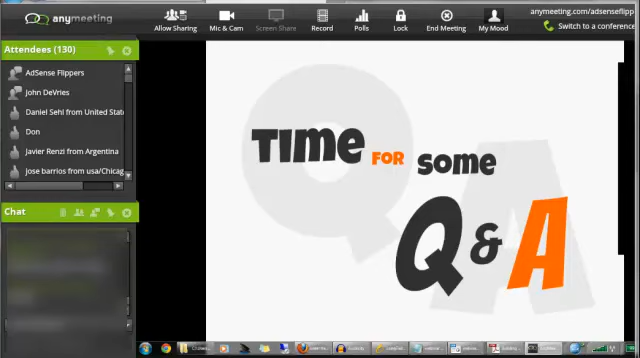 anymeeting
Allow Sharing
Mic & Cam
Screen Share
Record
Polls
Lock
End Meeting
My Mood
anymeeting.com/adsenseflipp
Switch to a conference
Attendees (130)
AdSense Flippers
John DeVries
Daniel Sehl from United Stat
Don
Javier Renzi from Argentina
Jose barrios from usa/Chicag
Chat
TIme FOR some
Q & A